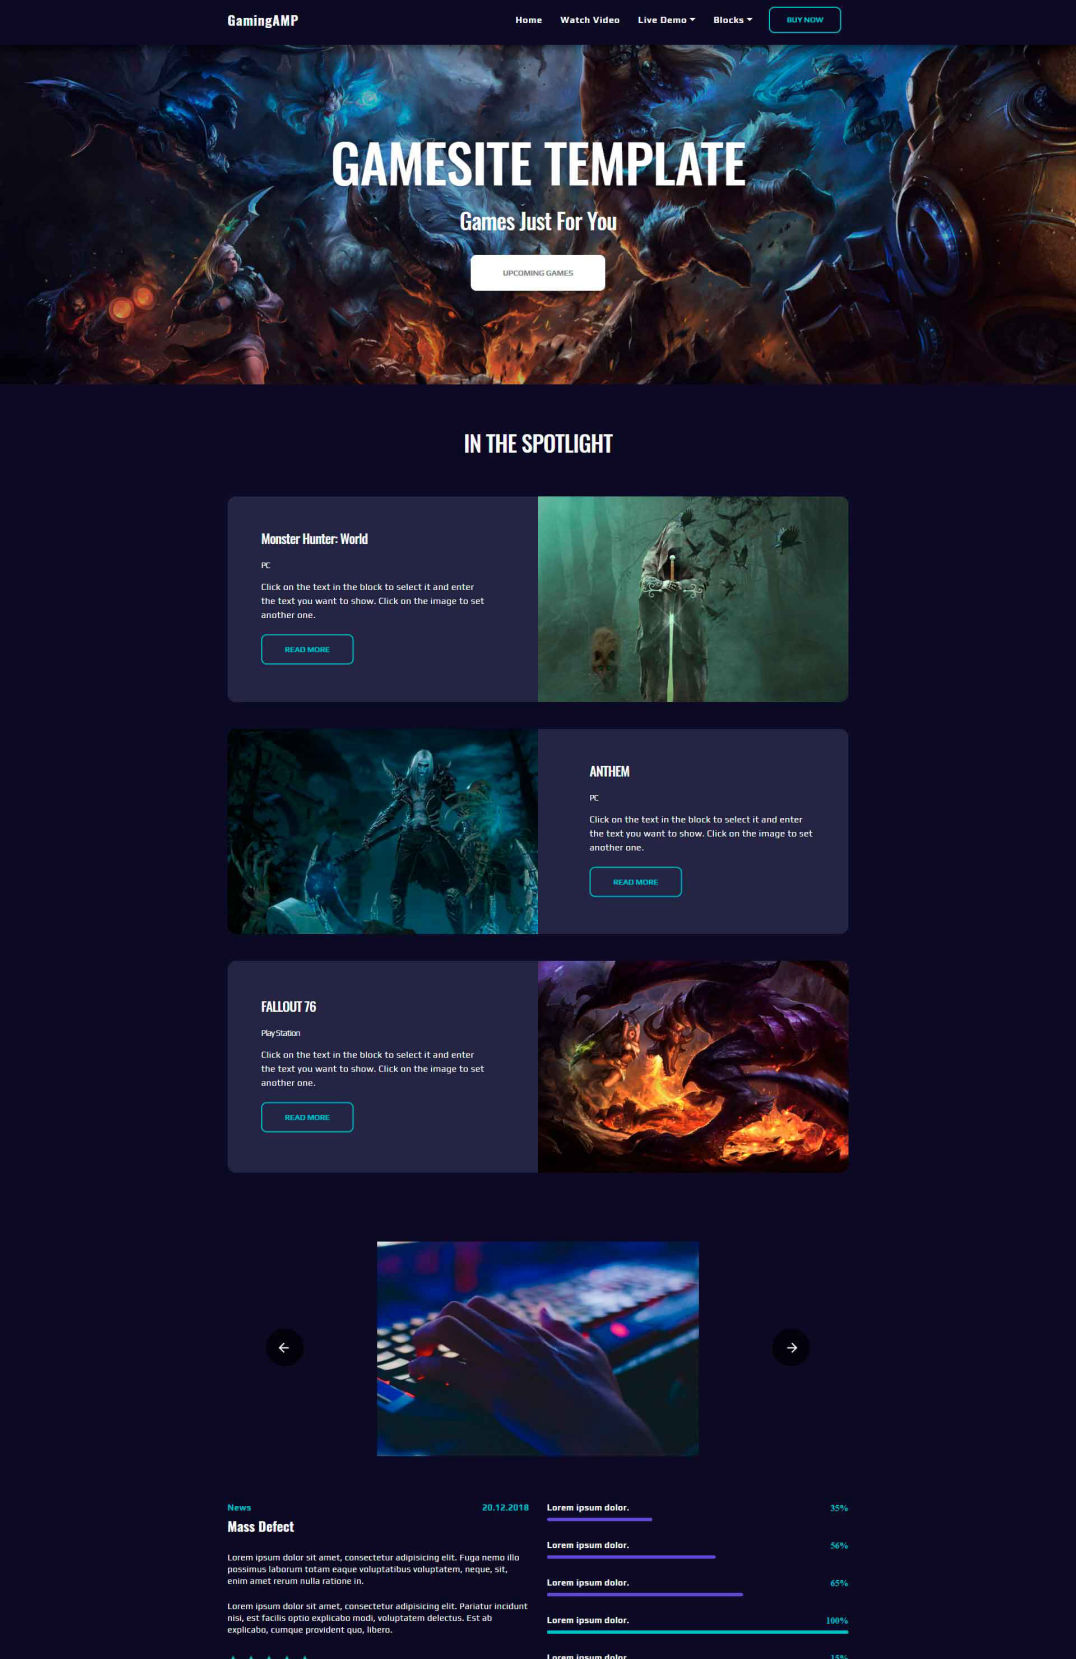 GamingAMP
Home
Watch Video
Live Demo
Blocks
BUY NOW
GAMESITE TEMPLATE
Games Just For You
UPCOMING GAMES
IN THE SPOTLIGHT
Monster Hunter: World
PC
Click on the text in the block to select it and enter
the text you want to show. Click on the image to set
another one.
READ MORE
ANTHEM
PC
Click on the text in the block to select it and enter
the text you want to show. Click on the image to set
another one.
READ MORE
FALLOUT 76
PlayStation
Click on the text in the block to select it and enter
the text you want to show. Click on the image to set
another one.
READ MORE
News
20.12.2018
Mass Defect
Lorem ipsum dolor sit amet, consectetur adipisicing elit. Fuga nemo illo
possimus laborum totam eaque voluptatibus voluptatem, neque, sit,
enim amet rerum nulla ratione in.
Lorem ipsum dolor sit amet, consectetur adipisicing elit. Pariatur incidunt
nisi, est facilis optio explicabo modi, voluptatem delectus. Est ab
explicabo, cumque provident quo, libero.
Lorem ipsum dolor.
35%
Lorem ipsum dolor.
56%
Lorem ipsum dolor.
65%
Lorem ipsum dolor.
100%
Lorem ipsum dolor.
15%